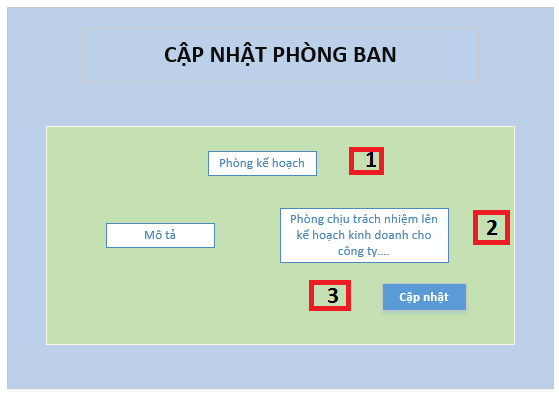 CẬP NHẬT PHÒNG BAN
Phòng kế hoạch
1
Mô tả
Phòng chịu trách nhiệm lên
kế hoạch kinh doanh cho
công ty....
2
3
Cập nhật